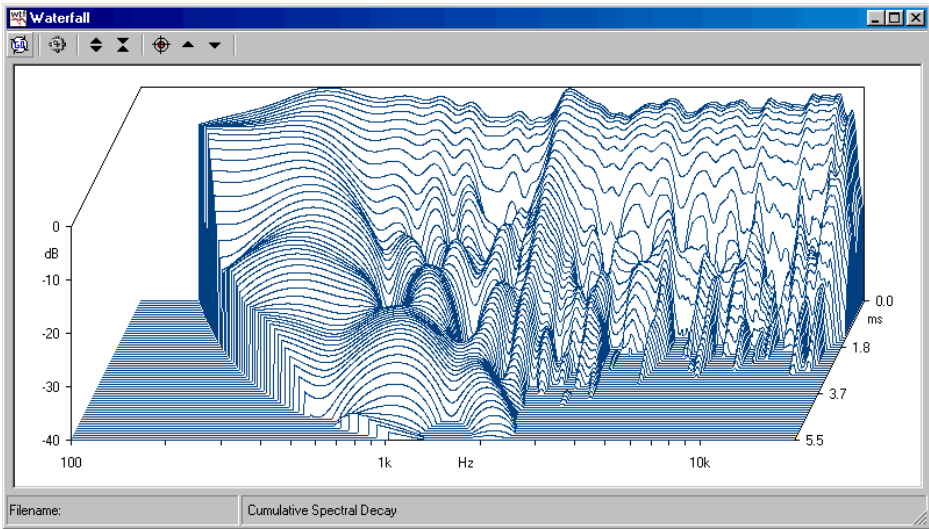 Waterfall
0
dB
-10
-20
-30
-40
0.0
ms
1.8
3.7
5.5
100
1k
Hz
10k
Filename:
Cumulative Spectral Decay